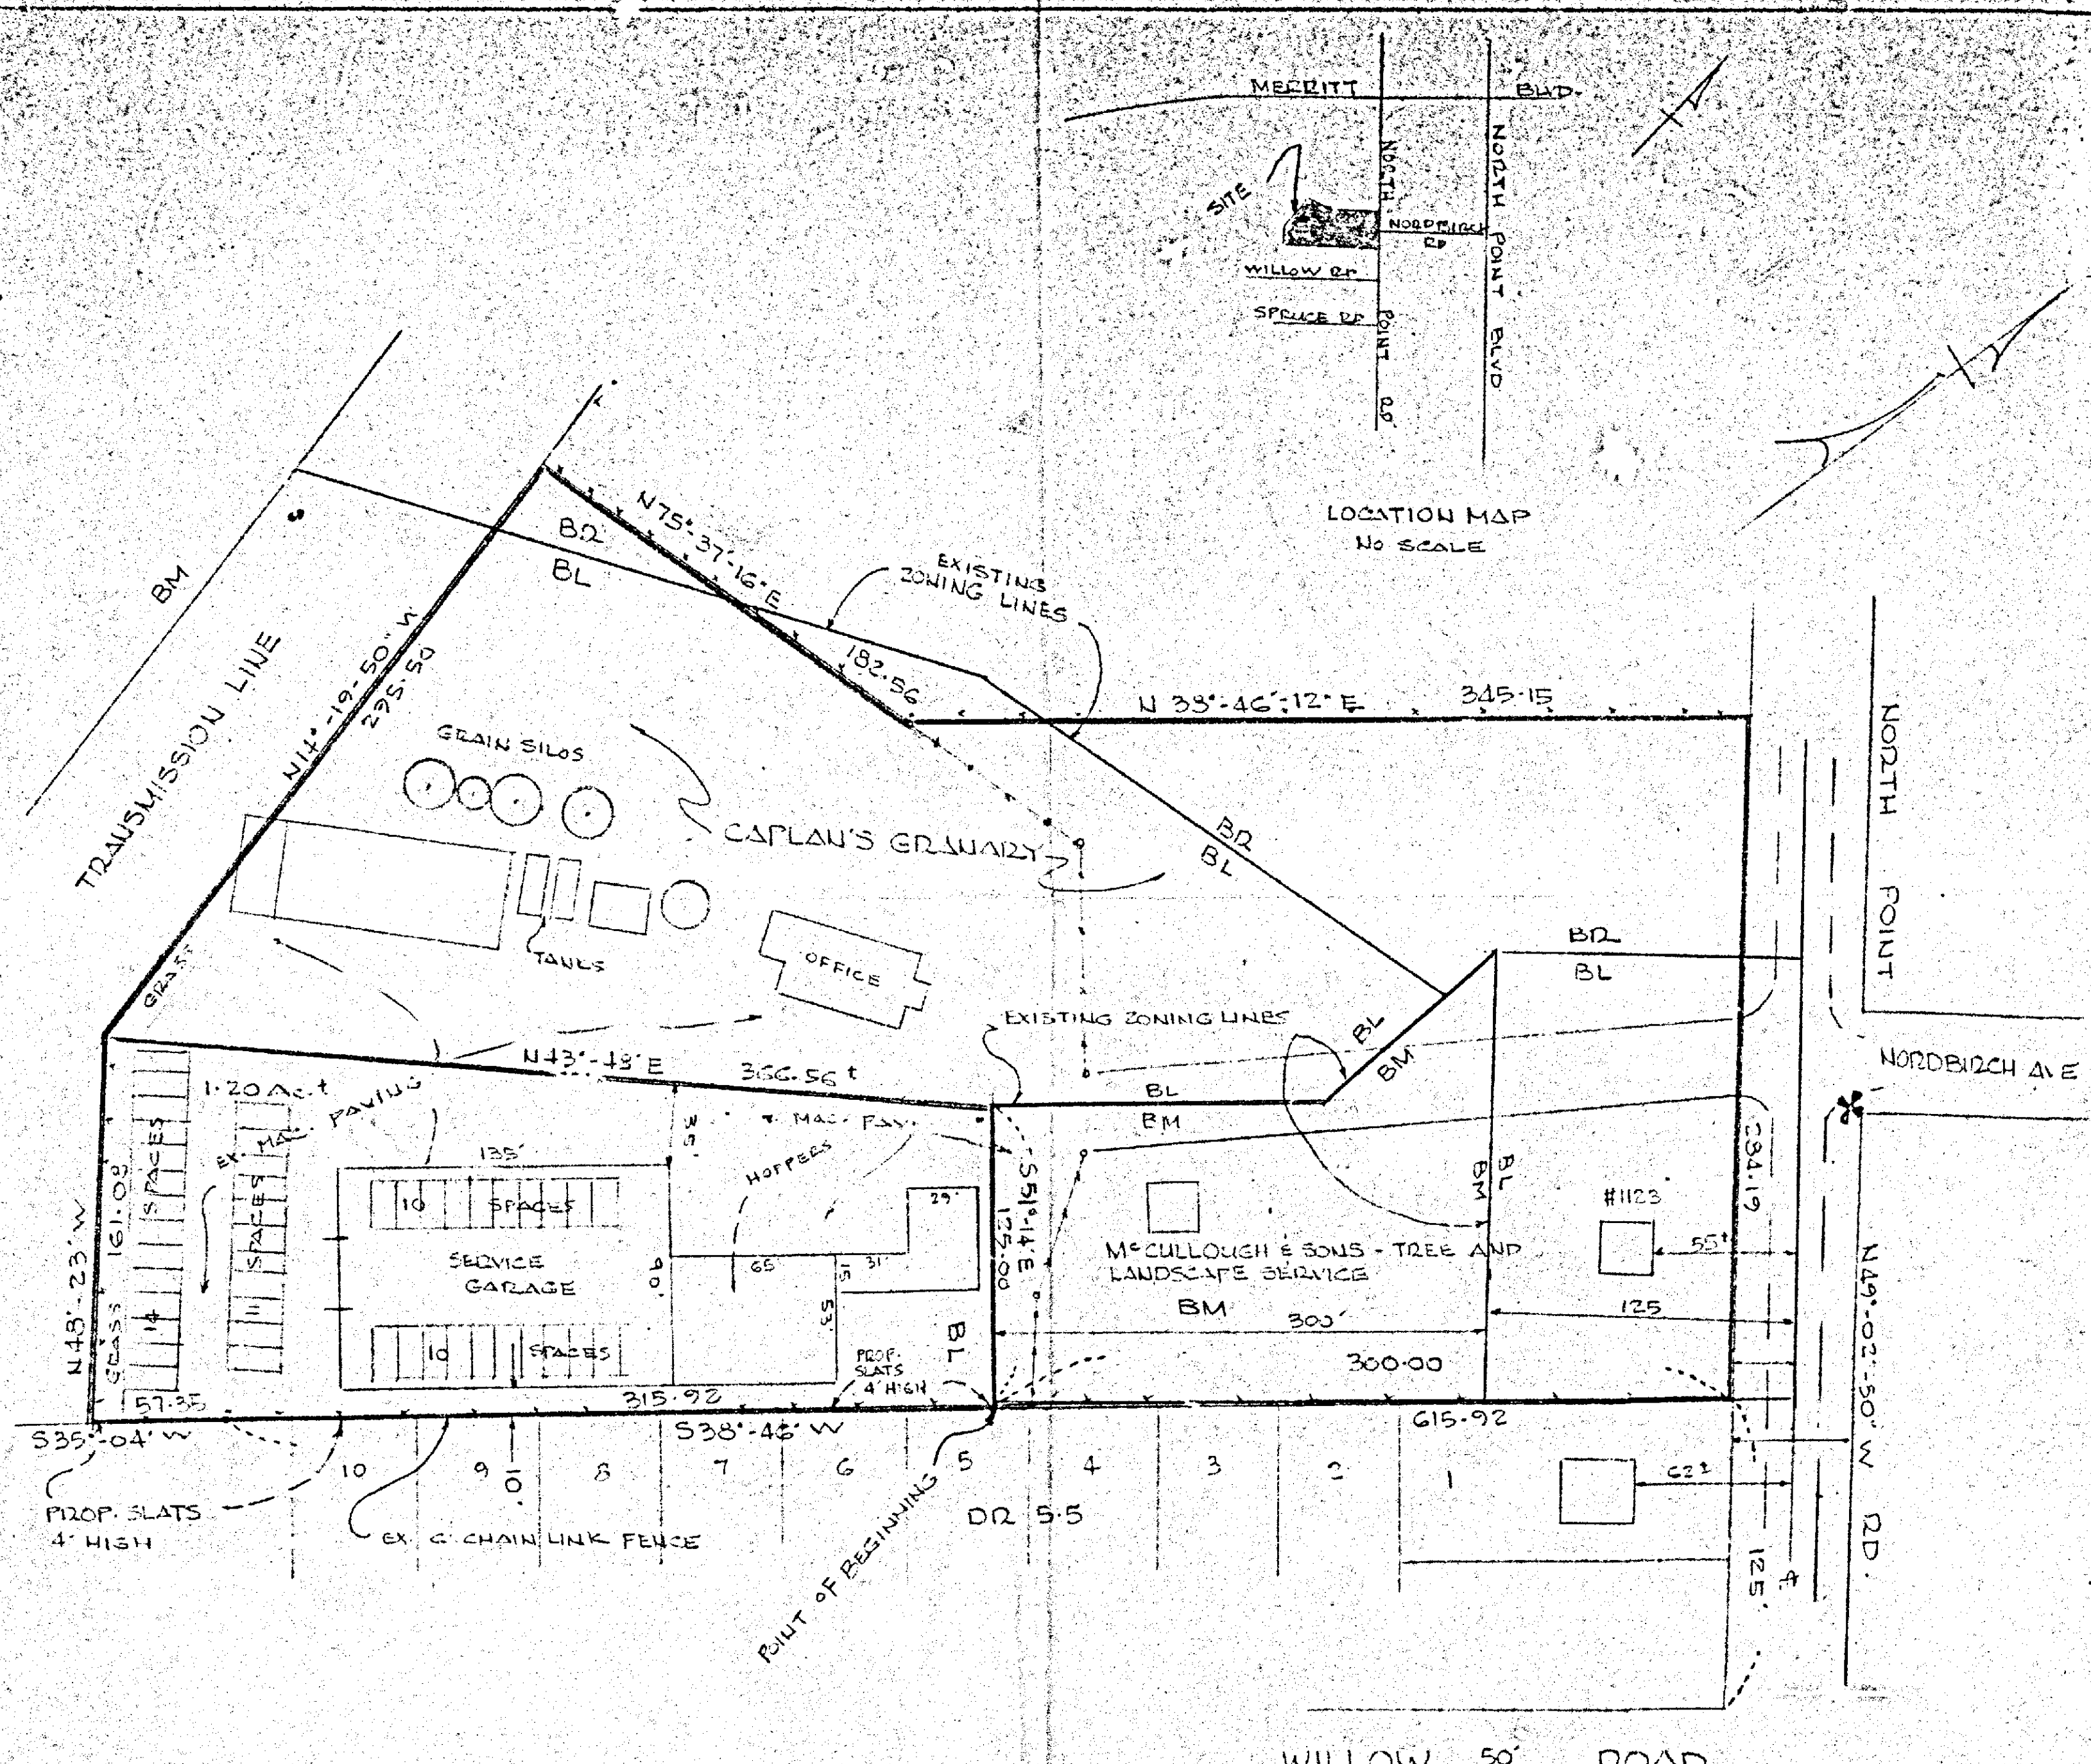 MERRITT BLVD.
NORTH POINT RD.
NORTH POINT BLVD
SITE
NORDBIRCH
RD
WILLOW RD.
SPRUCE RD
LOCATION MAP
NO SCALE
BM
TRANSMISSION LINE
N14°-19'-50" W
295.50
BR
BL
N75°-37'-16" E
182.56
EXISTING
ZONING LINES
N 38°-46'-12" E 345.15
GRAIN SILOS
CAPLAN'S GRANARY
BR
BL
TANKS
OFFICE
BR
BL
NORTH POINT RD.
NORDBIRCH AVE
EXISTING ZONING LINES
BL
BM
N43°-48' E 366.56 ±
BL
BM
1.20 Ac. ±
EX. MAC. PAVING
MAC. PAV.
HOPPERS
135'
35'
14 SPACES
11 SPACES
10 SPACES
SERVICE
GARAGE
90'
65'
15'
31'
29'
53'
10 SPACES
BL
PROP.
SLATS
4' HIGH
S51°-14' E
125.00
McCULLOUGH & SONS - TREE AND
LANDSCAPE SERVICE
BM
300'
300.00
BL
BM
#1123
55±
125
284.19
N49°-02'-50" W
N48°-23' W
161.08
GRASS
57.35
315.92
S35°-04' W
S38°-46' W
615.92
10 9 8 7 6 5 4 3 2 1
10'
PROP. SLATS
4' HIGH
EX. 6' CHAIN LINK FENCE
POINT OF BEGINNING
DR 5.5
62±
125'
WILLOW 50' ROAD